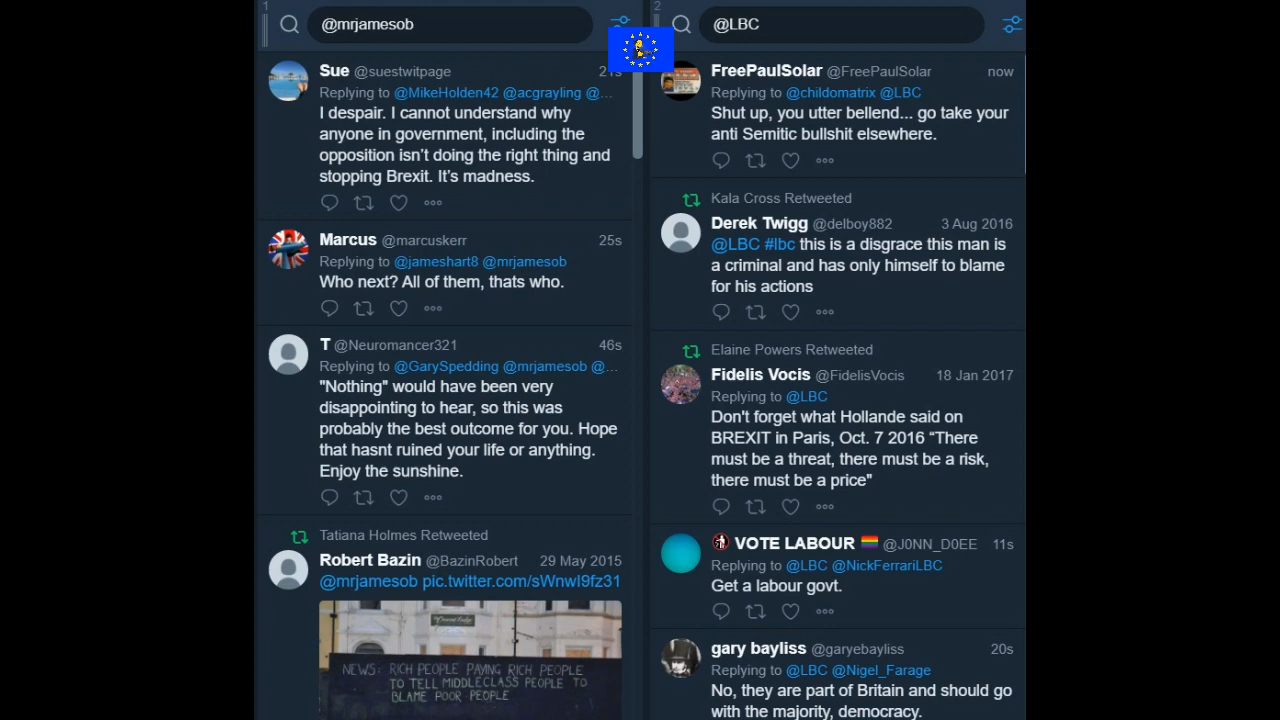 1
@mrjamesob
Sue @suestwitpage 21s
Replying to @MikeHolden42 @acgrayling @…
I despair. I cannot understand why
anyone in government, including the
opposition isn't doing the right thing and
stopping Brexit. It's madness.
Marcus @marcuskerr 25s
Replying to @jameshart8 @mrjamesob
Who next? All of them, thats who.
T @Neuromancer321 46s
Replying to @GarySpedding @mrjamesob @…
"Nothing" would have been very
disappointing to hear, so this was
probably the best outcome for you. Hope
that hasnt ruined your life or anything.
Enjoy the sunshine.
Tatiana Holmes Retweeted
Robert Bazin @BazinRobert 29 May 2015
@mrjamesob pic.twitter.com/sWnwI9fz31
NEWS: RICH PEOPLE PAYING RICH PEOPLE
TO TELL MIDDLECLASS PEOPLE TO
BLAME POOR PEOPLE
2
@LBC
FreePaulSolar @FreePaulSolar now
Replying to @childomatrix @LBC
Shut up, you utter bellend... go take your
anti Semitic bullshit elsewhere.
Kala Cross Retweeted
Derek Twigg @delboy882 3 Aug 2016
@LBC #lbc this is a disgrace this man is
a criminal and has only himself to blame
for his actions
Elaine Powers Retweeted
Fidelis Vocis @FidelisVocis 18 Jan 2017
Replying to @LBC
Don't forget what Hollande said on
BREXIT in Paris, Oct. 7 2016 “There
must be a threat, there must be a risk,
there must be a price"
VOTE LABOUR @J0NN_D0EE 11s
Replying to @LBC @NickFerrariLBC
Get a labour govt.
gary bayliss @garyebayliss 20s
Replying to @LBC @Nigel_Farage
No, they are part of Britain and should go
with the majority, democracy.